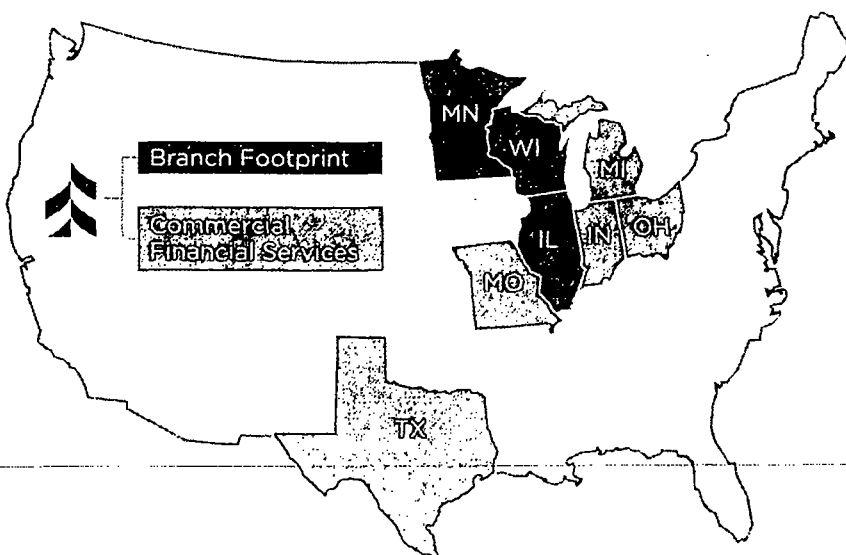 MN
WI
Branch Footprint
MI
Commercial
Financial Services
IL
IN
OH
MO
TX